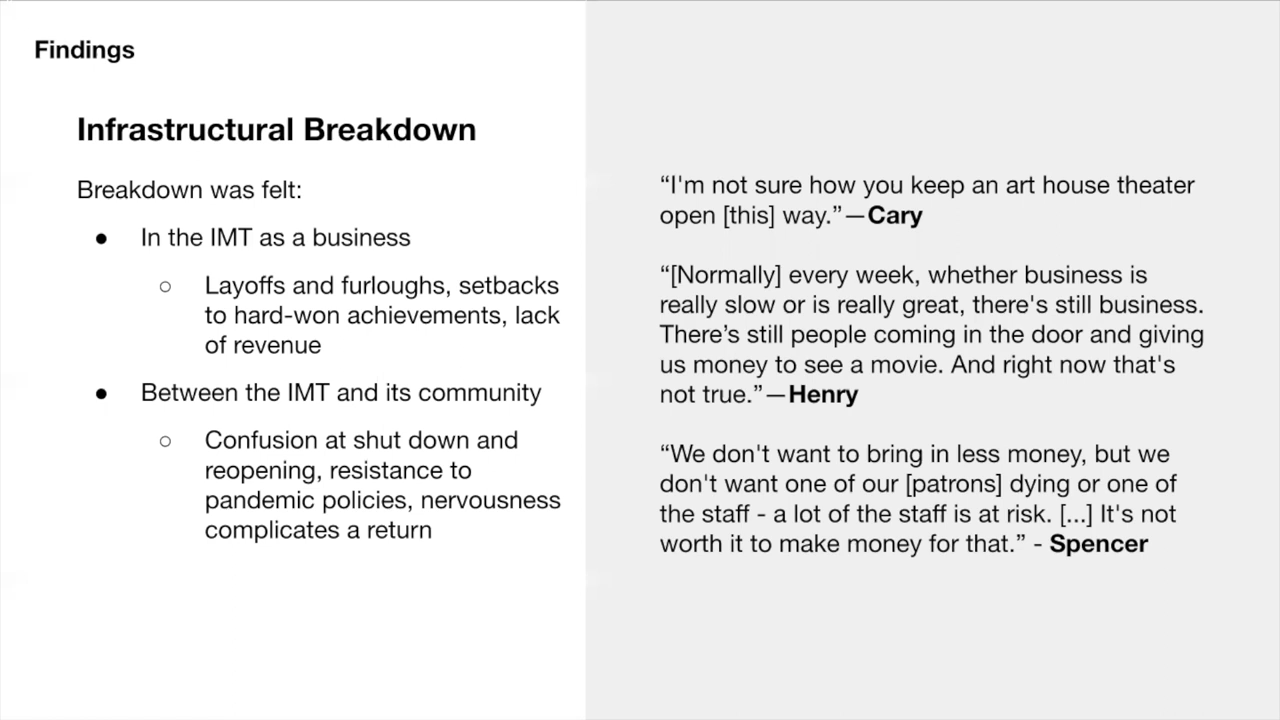 Findings
Infrastructural Breakdown
Breakdown was felt:
● In the IMT as a business
○ Layoffs and furloughs, setbacks
to hard-won achievements, lack
of revenue
● Between the IMT and its community
○ Confusion at shut down and
reopening, resistance to
pandemic policies, nervousness
complicates a return
“I'm not sure how you keep an art house theater
open [this] way.”—Cary
“[Normally] every week, whether business is
really slow or is really great, there's still business.
There’s still people coming in the door and giving
us money to see a movie. And right now that's
not true.”—Henry
“We don't want to bring in less money, but we
don't want one of our [patrons] dying or one of
the staff - a lot of the staff is at risk. [...] It's not
worth it to make money for that.” - Spencer